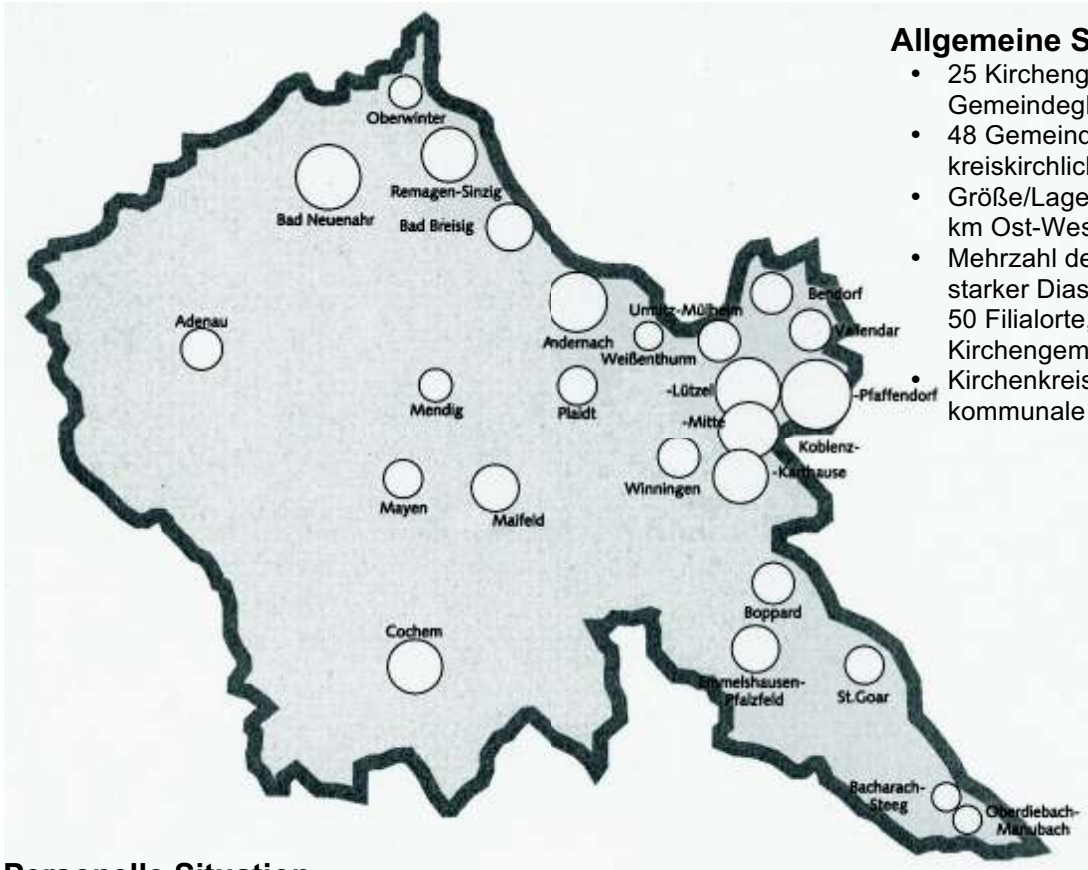 Allgemeine S
• 25 Kircheng
Gemeindegl
• 48 Gemeind
kreiskirchlich
• Größe/Lage
km Ost-Wes
• Mehrzahl de
starker Dias
50 Filialorte
Kirchengem
• Kirchenkreis
kommunale
Oberwinter
Remagen-Sinzig
Bad Neuenahr
Bad Breisig
Adenau
Andernach
Urmitz-Mülheim
Weißenthurm
Bendorf
Vallendar
Mendig
Plaidt
-Lützel
-Pfaffendorf
-Mitte
Koblenz-
-Karthause
Winningen
Mayen
Maifeld
Cochem
Boppard
Emmelshausen-
Pfalzfeld
St.Goar
Bacharach-
Steeg
Oberdiebach-
Manubach
Personelle Situation